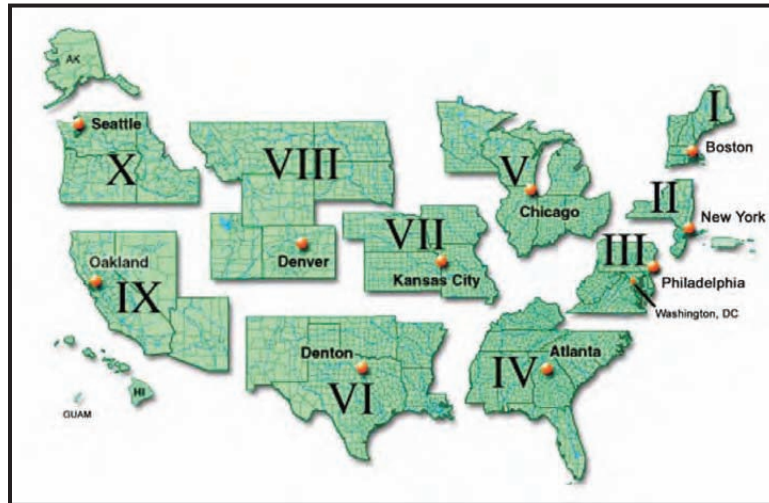 AK
Seattle
X
VIII
V
Chicago
I
Boston
II
New York
III
Philadelphia
Washington, DC
VII
Kansas City
Denver
Oakland
IX
HI
GUAM
Denton
VI
IV
Atlanta